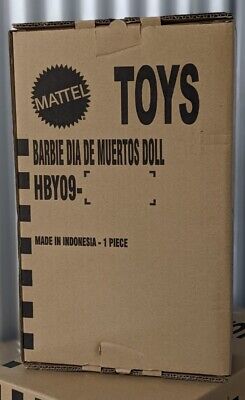 MATTEL
TOYS
BARBIE DIA DE MUERTOS DOLL
HBY09-
MADE IN INDONESIA - 1 PIECE